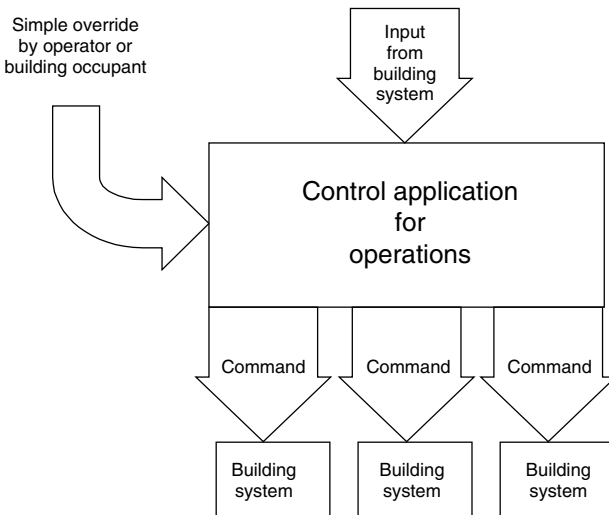 Simple override
by operator or
building occupant
Input
from
building
system
Control application
for
operations
Command
Command
Command
Building
system
Building
system
Building
system